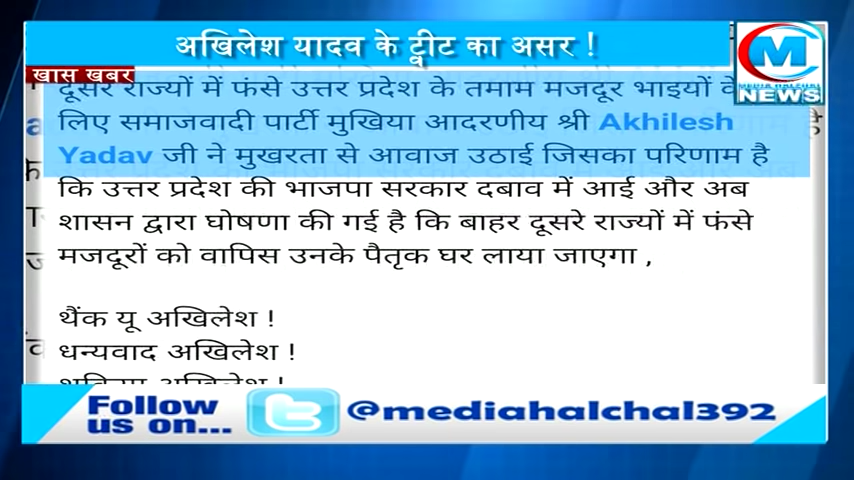 अखिलेश यादव के ट्वीट का असर !
खास खबर
MEDIA HALCHAL
NEWS
दूसरे राज्यों में फंसे उत्तर प्रदेश के तमाम मजदूर भाइयों के
लिए समाजवादी पार्टी मुखिया आदरणीय श्री Akhilesh
Yadav जी ने मुखरता से आवाज उठाई जिसका परिणाम है
कि उत्तर प्रदेश की भाजपा सरकार दबाव में आई और अब
शासन द्वारा घोषणा की गई है कि बाहर दूसरे राज्यों में फंसे
मजदूरों को वापिस उनके पैतृक घर लाया जाएगा ,
थैंक यू अखिलेश !
धन्यवाद अखिलेश !
Follow
us on...
@mediahalchal392